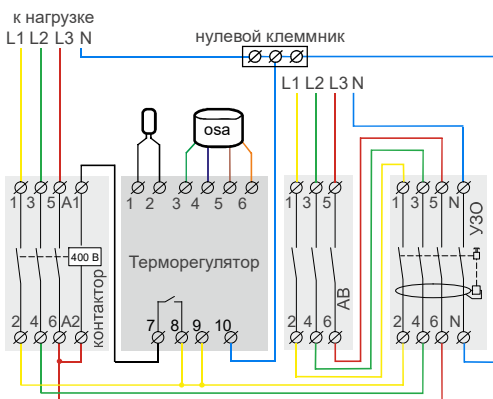 к нагрузке
L1 L2 L3 N
нулевой клеммник
L1 L2 L3 N
osa
1 3 5 A1
1 2 3 4 5 6
1 3 5
1 3 5 N
УЗО
400 В
Терморегулятор
контактор
АВ
2 4 6 A2
7 8 9 10
2 4 6
2 4 6 N